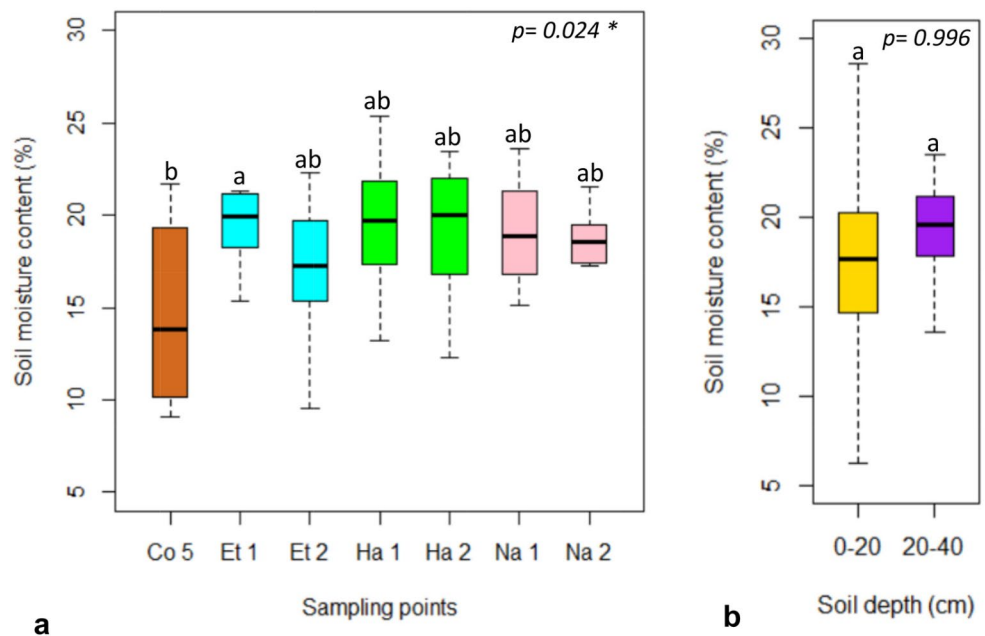 p= 0.024 *
30
25
20
15
10
5
Soil moisture content (%)
b
a
ab
ab
ab
ab
ab
Co 5 Et 1 Et 2 Ha 1 Ha 2 Na 1 Na 2
Sampling points
a
p= 0.996
30
25
20
15
10
5
Soil moisture content (%)
a
a
0-20 20-40
Soil depth (cm)
b